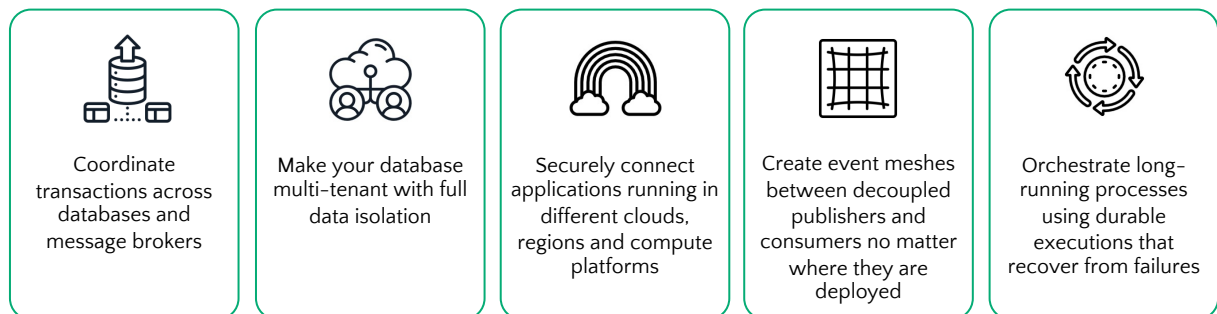 Coordinate
transactions across
databases and
message brokers
Make your database
multi-tenant with full
data isolation
Securely connect
applications running in
different clouds,
regions and compute
platforms
Create event meshes
between decoupled
publishers and
consumers no matter
where they are
deployed
Orchestrate long-
running processes
using durable
executions that
recover from failures